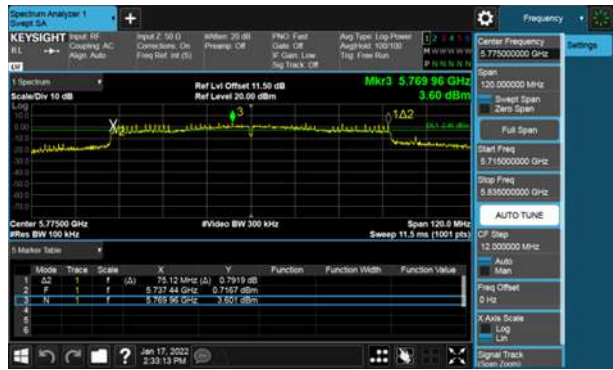 Spectrum Analyzer 1
Swept SA
+
Frequency
KEYSIGHT
Input: RF
Coupling: AC
Align: Auto
Input Z: 50 Ω
Corrections: On
Freq Ref: Int (S)
#Atten: 20 dB
Preamp: Off
PNO: Fast
Gate: Off
IF Gain: Low
Sig Track: Off
Avg Type: Log-Power
Avg|Hold: 100/100
Trig: Free Run
RL
1 Spectrum
Scale/Div 10 dB
Ref Lvl Offset 11.50 dB
Ref Level 20.00 dBm
Mkr3 5.769 96 GHz
3.60 dBm
Log
3
1Δ2
Center 5.77500 GHz
#Res BW 100 kHz
#Video BW 300 kHz
Span 120.0 MHz
Sweep 11.5 ms (1001 pts)
5 Marker Table
Mode Trace Scale X Y Function Function Width Function Value
1 Δ2 1 f (Δ) 75.12 MHz (Δ) 0.7919 dB
2 F 1 f 5.737 44 GHz 0.7167 dBm
3 N 1 f 5.769 96 GHz 3.601 dBm
4
5
6
Jan 17, 2022
2:33:13 PM
Center Frequency
5.775000000 GHz
Settings
Span
120.000000 MHz
Swept Span
Zero Span
Full Span
Start Freq
5.715000000 GHz
Stop Freq
5.835000000 GHz
AUTO TUNE
CF Step
12.000000 MHz
Auto
Man
Freq Offset
0 Hz
X Axis Scale
Log
Lin
Signal Track
(Span Zoom)